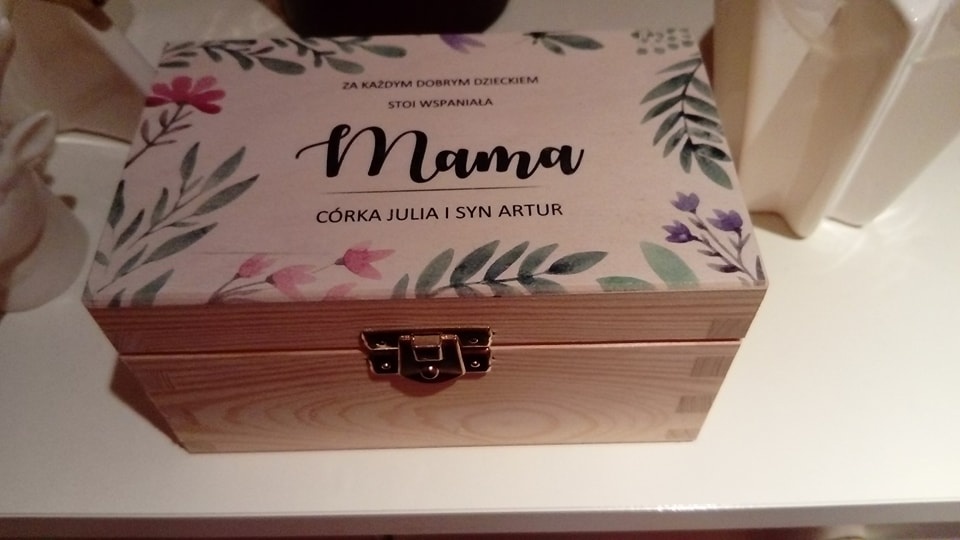 ZA KAŻDYM DOBRYM DZIECKIEM
STOI WSPANIAŁA
Mama
CÓRKA JULIA I SYN ARTUR